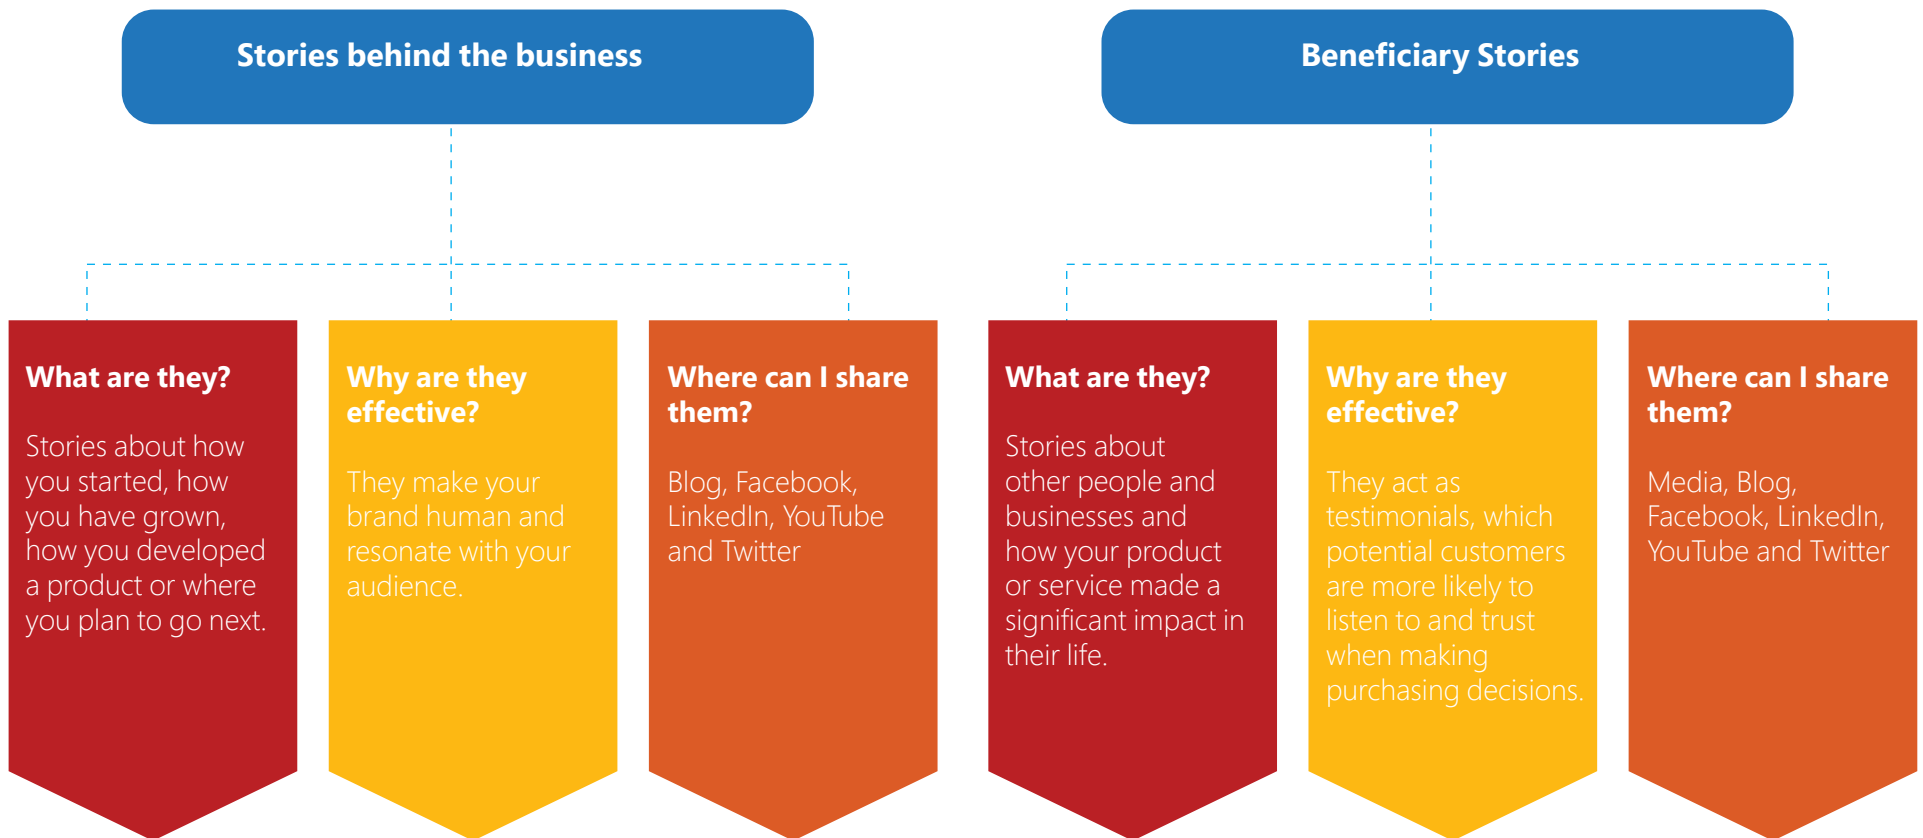 Stories behind the business
What are they?
Stories about how
you started, how
you have grown,
how you developed
a product or where
you plan to go next.
Why are they
effective?
They make your
brand human and
resonate with your
audience.
Where can I share
them?
Blog, Facebook,
LinkedIn, YouTube
and Twitter
Beneficiary Stories
What are they?
Stories about
other people and
businesses and
how your product
or service made a
significant impact in
their life.
Why are they
effective?
They act as
testimonials, which
potential customers
are more likely to
listen to and trust
when making
purchasing decisions.
Where can I share
them?
Media, Blog,
Facebook, LinkedIn,
YouTube and Twitter